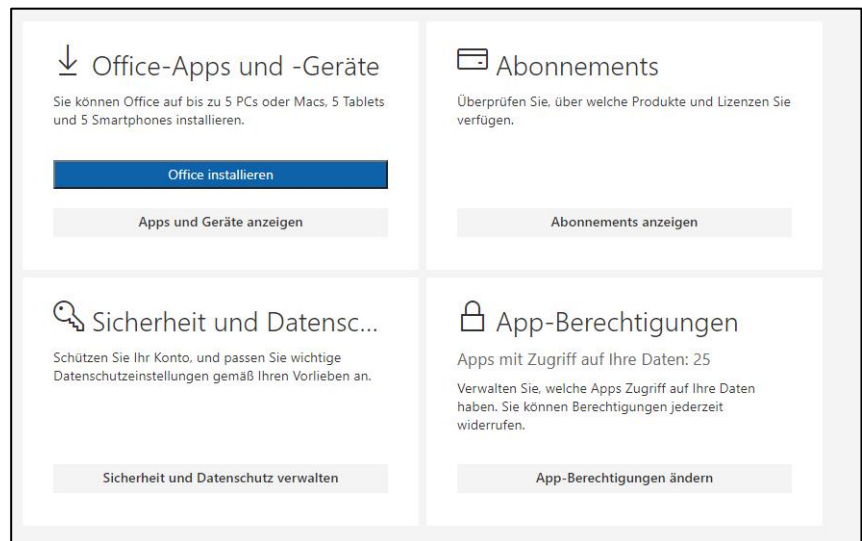 Office-Apps und -Geräte
Sie können Office auf bis zu 5 PCs oder Macs, 5 Tablets
und 5 Smartphones installieren.
Office installieren
Apps und Geräte anzeigen
Abonnements
Überprüfen Sie, über welche Produkte und Lizenzen Sie
verfügen.
Abonnements anzeigen
Sicherheit und Datensc...
Schützen Sie Ihr Konto, und passen Sie wichtige
Datenschutzeinstellungen gemäß Ihren Vorlieben an.
Sicherheit und Datenschutz verwalten
App-Berechtigungen
Apps mit Zugriff auf Ihre Daten: 25
Verwalten Sie, welche Apps Zugriff auf Ihre Daten
haben. Sie können Berechtigungen jederzeit
widerrufen.
App-Berechtigungen ändern